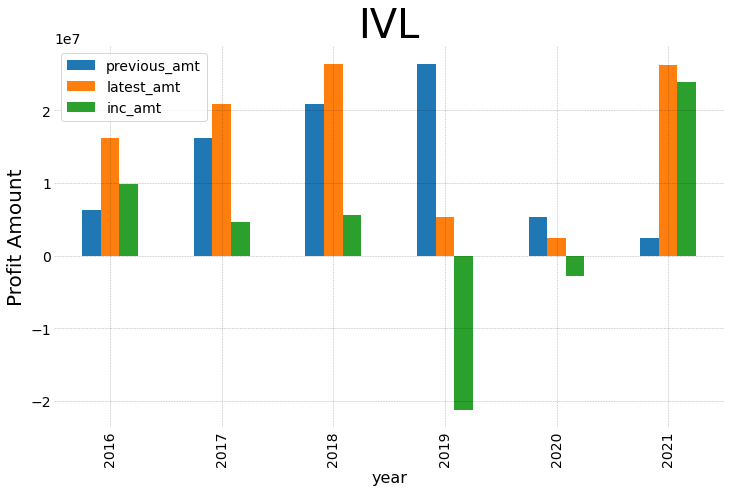 IVL
1e7
previous_amt
latest_amt
inc_amt
Profit Amount
2
1
0
−1
−2
2016
2017
2018
2019
2020
2021
year